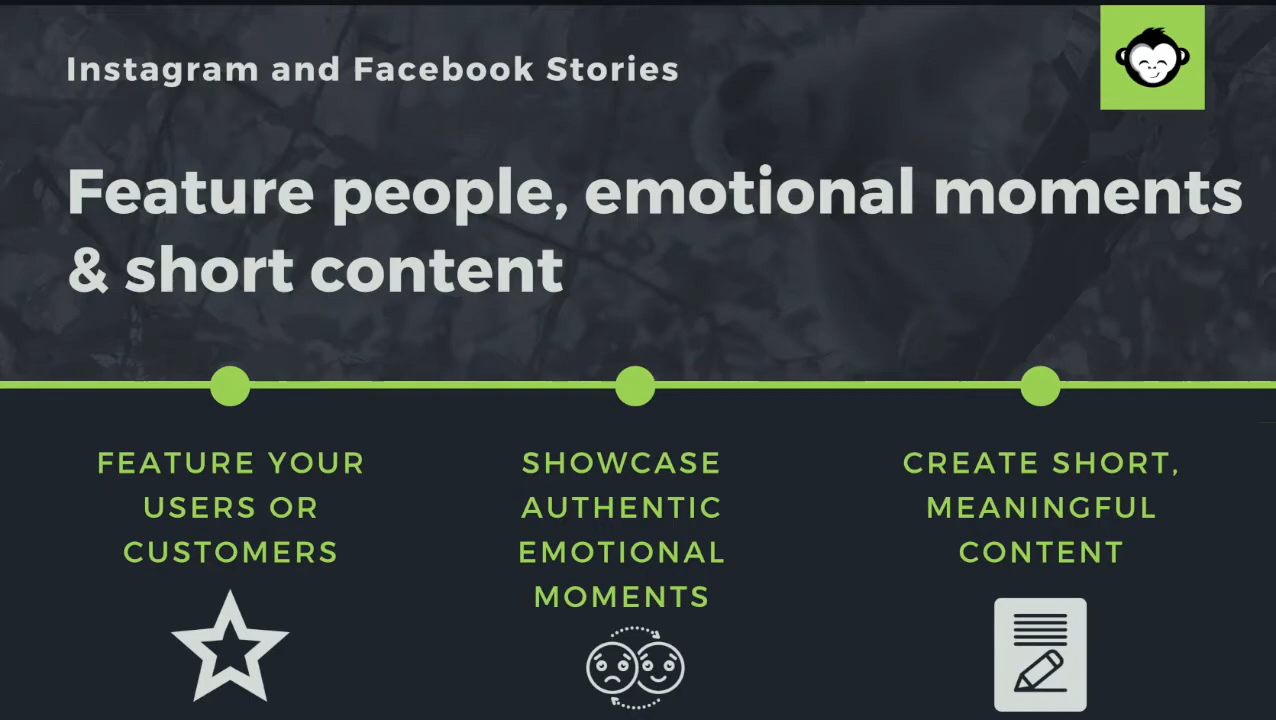 Instagram and Facebook Stories
Feature people, emotional moments
& short content
FEATURE YOUR
USERS OR
CUSTOMERS
SHOWCASE
AUTHENTIC
EMOTIONAL
MOMENTS
CREATE SHORT,
MEANINGFUL
CONTENT